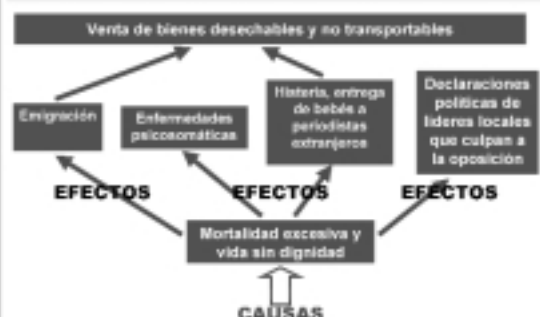 Venta de bienes desechables y no transportables
Emigración
Enfermedades
psicosomáticas
Histeria, entrega
de bebés a
periodistas
extranjeros
Declaraciones
políticas de
líderes locales
que culpan a
la oposición
EFECTOS
EFECTOS
EFECTOS
Mortalidad excesiva y
vida sin dignidad
CAUSAS